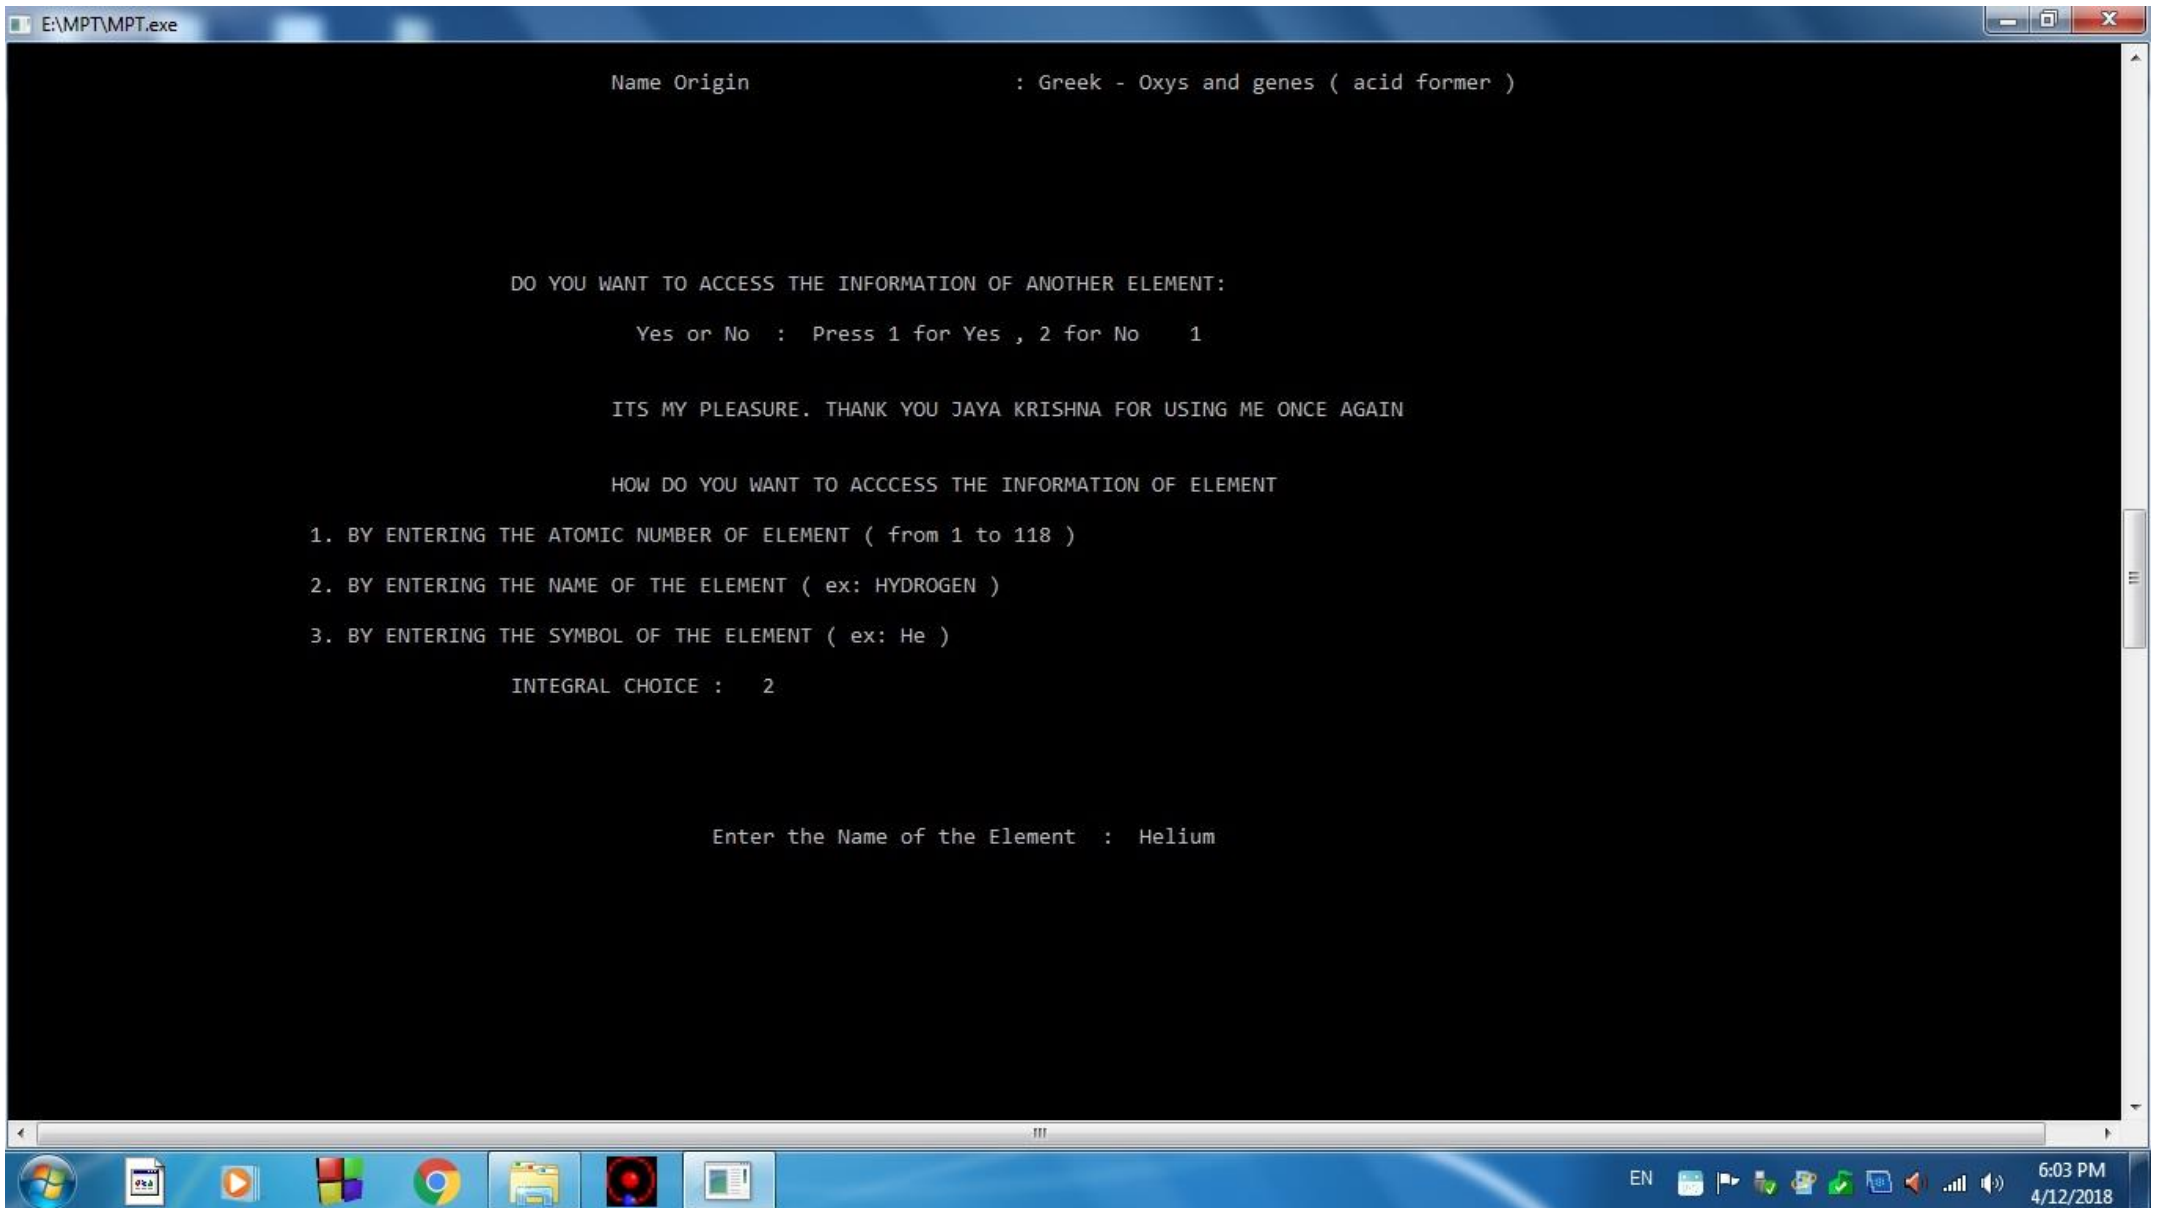 E:\MPT\MPT.exe
Name Origin : Greek - Oxys and genes ( acid former )
DO YOU WANT TO ACCESS THE INFORMATION OF ANOTHER ELEMENT:
Yes or No : Press 1 for Yes , 2 for No 1
ITS MY PLEASURE. THANK YOU JAYA KRISHNA FOR USING ME ONCE AGAIN
HOW DO YOU WANT TO ACCCESS THE INFORMATION OF ELEMENT
1. BY ENTERING THE ATOMIC NUMBER OF ELEMENT ( from 1 to 118 )
2. BY ENTERING THE NAME OF THE ELEMENT ( ex: HYDROGEN )
3. BY ENTERING THE SYMBOL OF THE ELEMENT ( ex: He )
INTEGRAL CHOICE : 2
Enter the Name of the Element : Helium
EN
6:03 PM
4/12/2018